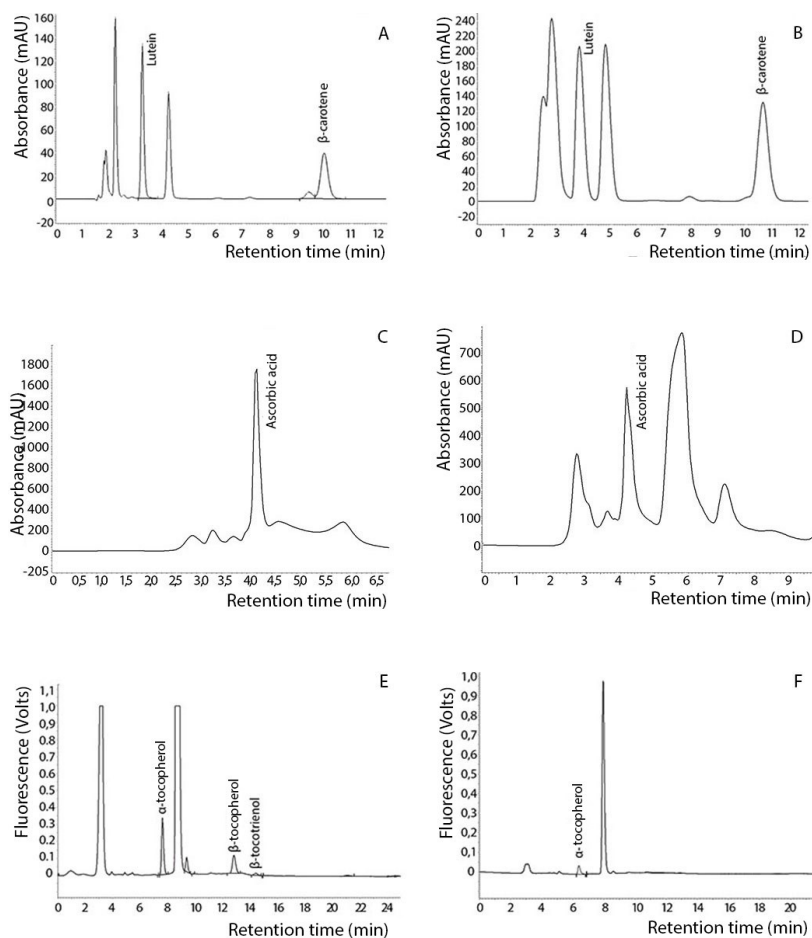 A
Absorbance (mAU)
160
140
120
100
80
60
40
20
0
-20
Lutein
β-carotene
0 1 2 3 4 5 6 7 8 9 10 11 12
Retention time (min)
B
Absorbance (mAU)
240
220
200
180
160
140
120
100
80
60
40
20
0
-20
Lutein
β-carotene
0 1 2 3 4 5 6 7 8 9 10 11 12
Retention time (min)
C
Absorbance (mAU)
1800
1600
1400
1200
1000
800
600
400
200
0
-205
Ascorbic acid
0 0,5 1,0 1,5 2,0 2,5 3,0 3,5 4,0 4,5 5,0 5,5 6,0 6,5
Retention time (min)
D
Absorbance (mAU)
700
600
500
400
300
200
100
0
Ascorbic acid
0 1 2 3 4 5 6 7 8 9
Retention time (min)
E
Fluorescence (Volts)
1,1
1,0
0.9
0.8
0.7
0.6
0.5
0.4
0.3
0.2
0.1
0
α-tocopherol
β-tocopherol
β-tocotrienol
0 2 4 6 8 10 12 14 16 18 20 22 24
Retention time (min)
F
Fluorescence (Volts)
1,0
0,9
0,8
0,7
0,6
0,5
0,4
0,3
0,2
0,1
0
α-tocopherol
0 2 4 6 8 10 12 14 16 18 20
Retention time (min)